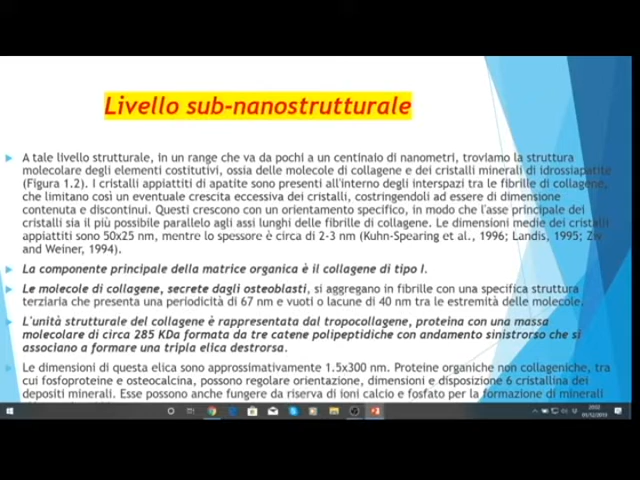 Livello sub-nanostrutturale
A tale livello strutturale, in un range che va da pochi a un centinaio di nanometri, troviamo la struttura
molecolare degli elementi costitutivi, ossia delle molecole di collagene e dei cristalli minerali di idrossiapatite
(Figura 1.2). I cristalli appiattiti di apatite sono presenti all'interno degli interspazi tra le fibrille di collagene,
che limitano così un eventuale crescita eccessiva dei cristalli, costringendoli ad essere di dimensione
contenuta e discontinui. Questi crescono con un orientamento specifico, in modo che l'asse principale dei
cristalli sia il più possibile parallelo agli assi lunghi delle fibrille di collagene. Le dimensioni medie dei cristalli
appiattiti sono 50x25 nm, mentre lo spessore è circa di 2-3 nm (Kuhn-Spearing et al., 1996; Landis, 1995; Ziv
and Weiner, 1994).
La componente principale della matrice organica è il collagene di tipo I.
Le molecole di collagene, secrete dagli osteoblasti, si aggregano in fibrille con una specifica struttura
terziaria che presenta una periodicità di 67 nm e vuoti o lacune di 40 nm tra le estremità delle molecole.
L'unità strutturale del collagene è rappresentata dal tropocollagene, proteina con una massa
molecolare di circa 285 KDa formata da tre catene polipeptidiche con andamento sinistrorso che si
associano a formare una tripla elica destrorsa.
Le dimensioni di questa elica sono approssimativamente 1.5x300 nm. Proteine organiche non collageniche, tra
cui fosfoproteine e osteocalcina, possono regolare orientazione, dimensioni e disposizione 6 cristallina dei
depositi minerali. Esse possono anche fungere da riserva di ioni calcio e fosfato per la formazione di minerali